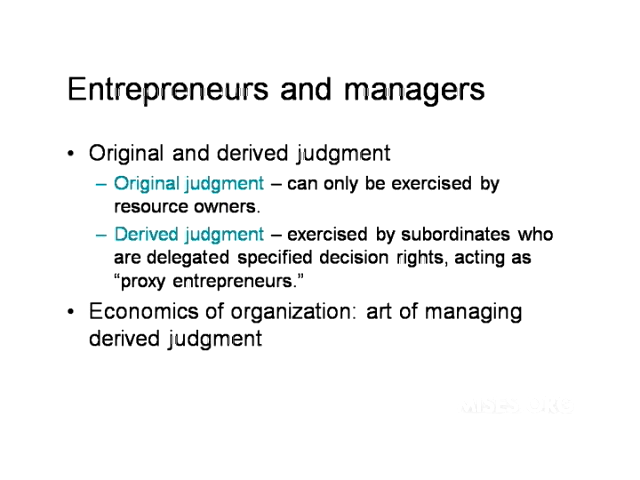 Entrepreneurs and managers
• Original and derived judgment
– Original judgment – can only be exercised by
resource owners.
– Derived judgment – exercised by subordinates who
are delegated specified decision rights, acting as
“proxy entrepreneurs.”
• Economics of organization: art of managing
derived judgment